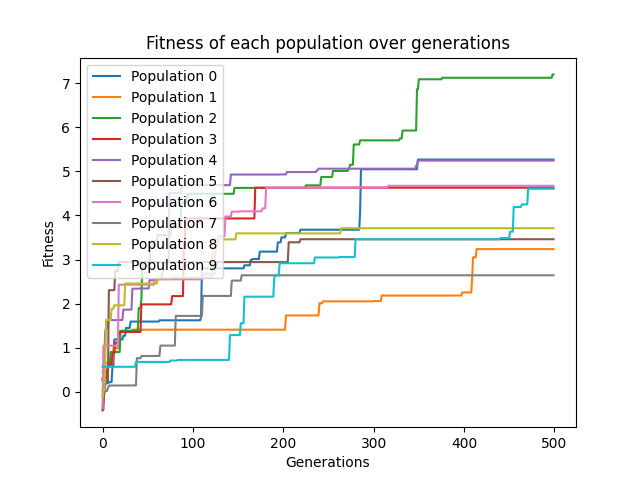 Fitness of each population over generations
Fitness
7
6
5
4
3
2
1
0
Population 0
Population 1
Population 2
Population 3
Population 4
Population 5
Population 6
Population 7
Population 8
Population 9
0 100 200 300 400 500
Generations